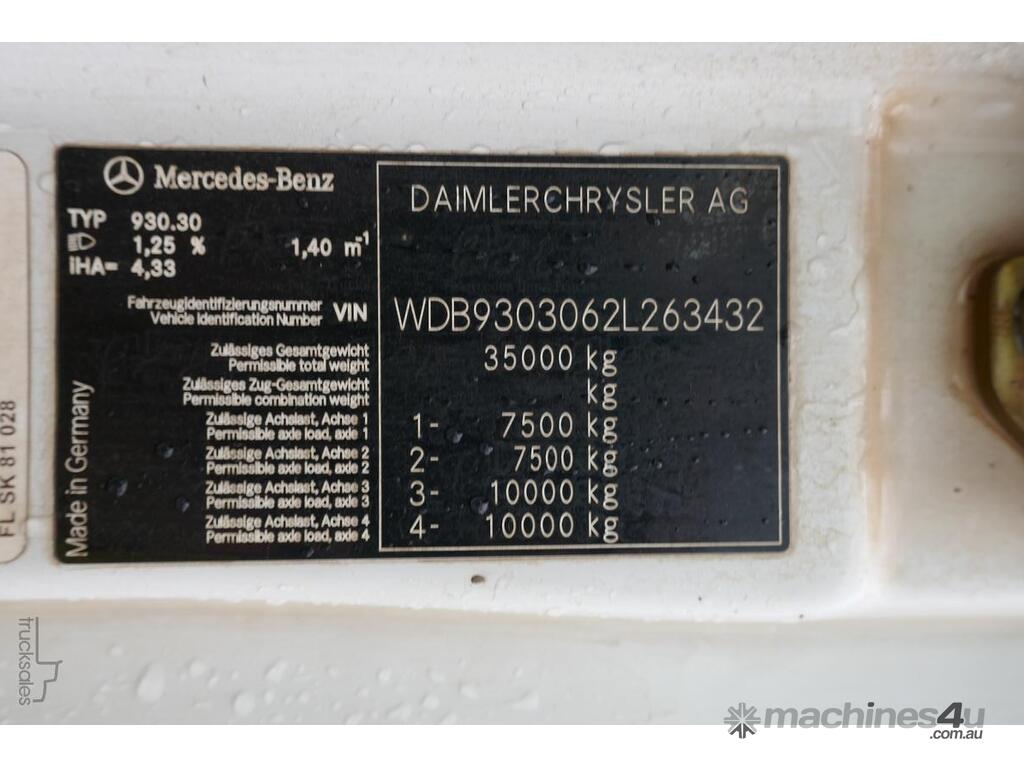 Mercedes-Benz
TYP 930.30
1,25 % 1,40 m⁻¹
iHA= 4,33
Fahrzeugidentifizierungsnummer
Vehicle Identification Number VIN
Zulässiges Gesamtgewicht
Permissible total weight
Zulässiges Zug-Gesamtgewicht
Permissible combination weight
Zulässige Achslast, Achse 1
Permissible axle load, axle 1
Zulässige Achslast, Achse 2
Permissible axle load, axle 2
Zulässige Achslast, Achse 3
Permissible axle load, axle 3
Zulässige Achslast, Achse 4
Permissible axle load, axle 4
Made in Germany
DAIMLERCHRYSLER AG
WDB9303062L263432
35000 kg
kg
1- 7500 kg
2- 7500 kg
3- 10000 kg
4- 10000 kg
FL SK 81 028
trucksales
machines4u
.com.au